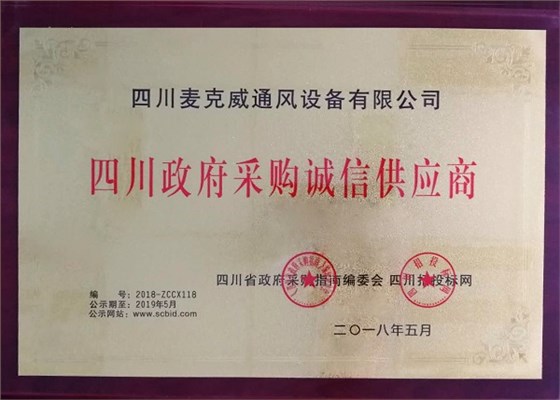 四川麦克威通风设备有限公司
四川政府采购诚信供应商
四川省政府采购指南编委会 四川招投标网
编 号：2018-ZCCX118
公示期至：2019年5月
公示网站：www.scbid.com
二〇一八年五月